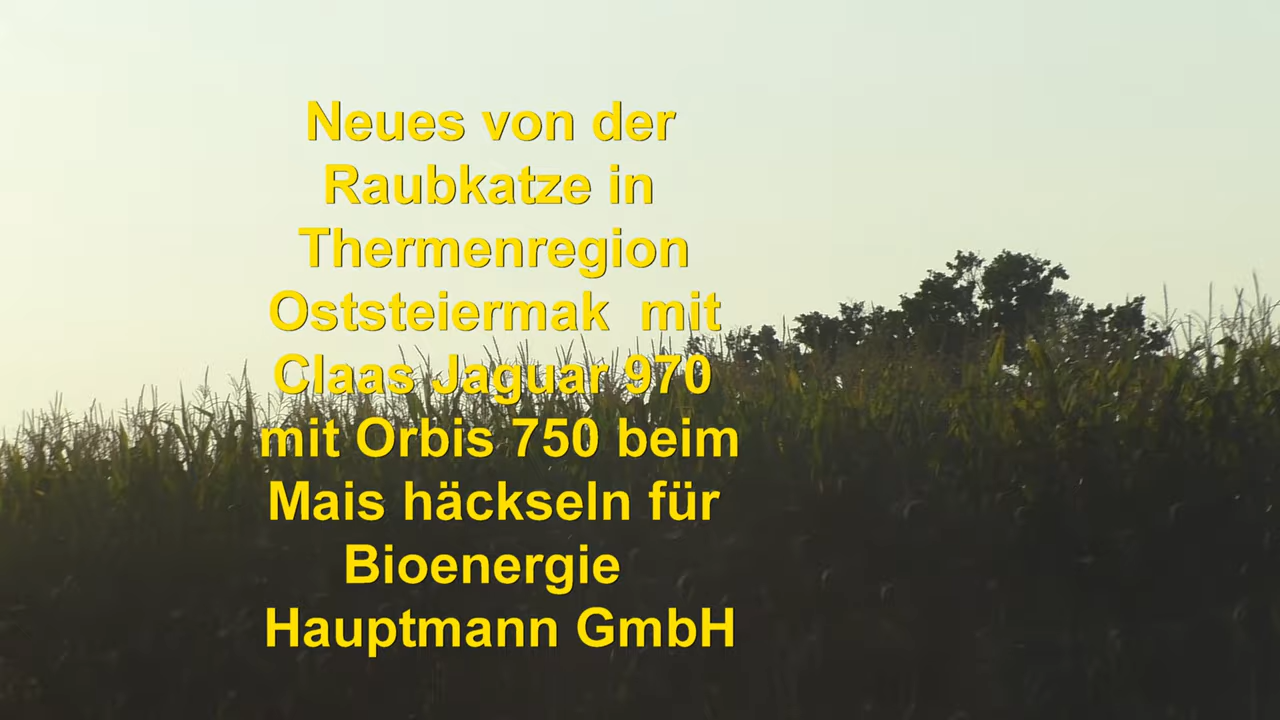 Neues von der
Raubkatze in
Thermenregion
Oststeiermak mit
Claas Jaguar 970
mit Orbis 750 beim
Mais häckseln für
Bioenergie
Hauptmann GmbH